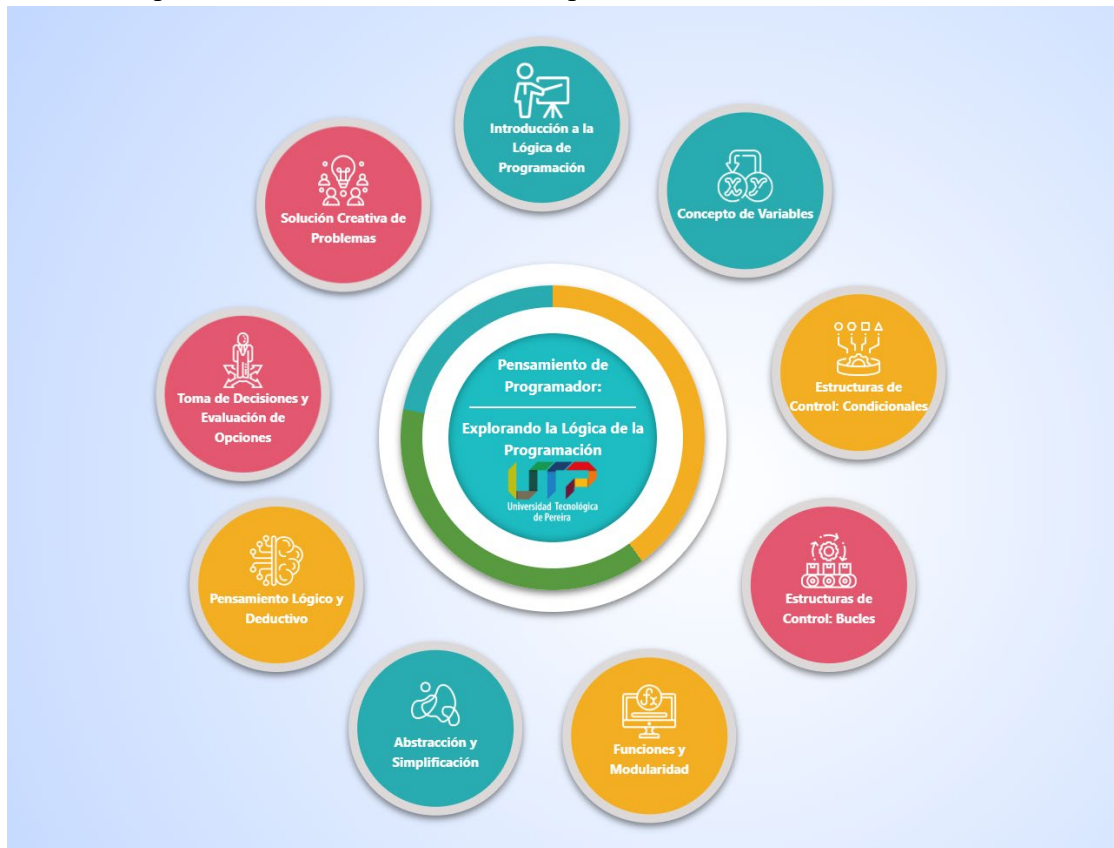 Introducción a la
Lógica de
Programación
Concepto de Variables
Estructuras de
Control: Condicionales
Estructuras de
Control: Bucles
Funciones y
Modularidad
Abstracción y
Simplificación
Pensamiento Lógico y
Deductivo
Toma de Decisiones y
Evaluación de
Opciones
Solución Creativa de
Problemas
Pensamiento de
Programador:
Explorando la Lógica de la
Programación
UTP
Universidad Tecnológica
de Pereira
X Y
fx